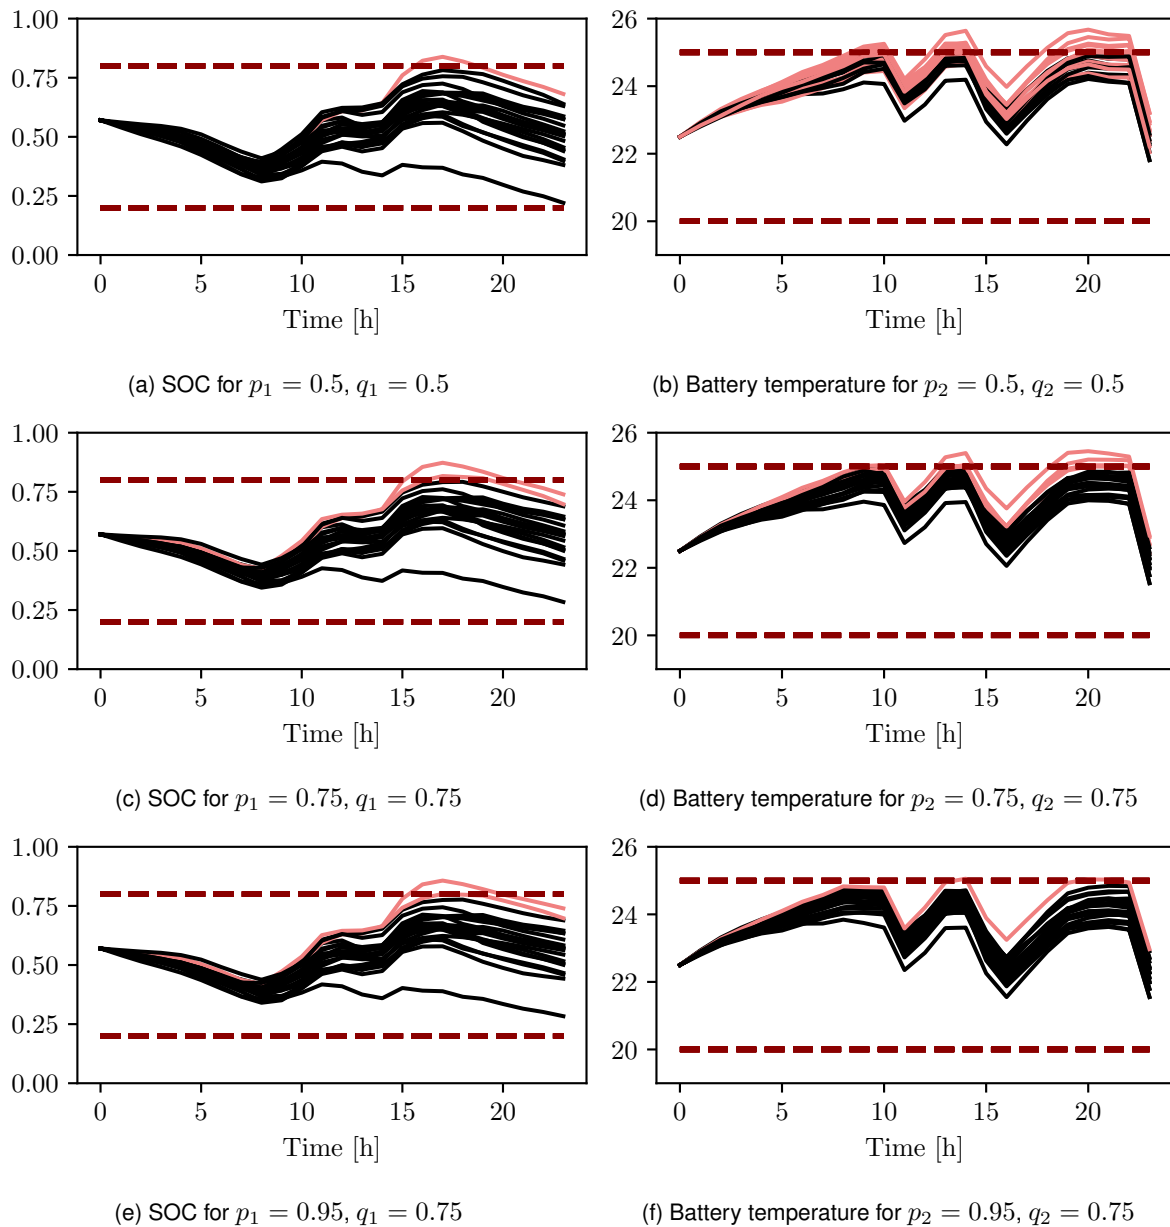 1.00
0.75
0.50
0.25
0.00
0 5 10 15 20
Time [h]
(a) SOC for p₁ = 0.5, q₁ = 0.5
26
24
22
20
0 5 10 15 20
Time [h]
(b) Battery temperature for p₂ = 0.5, q₂ = 0.5
1.00
0.75
0.50
0.25
0.00
0 5 10 15 20
Time [h]
(c) SOC for p₁ = 0.75, q₁ = 0.75
26
24
22
20
0 5 10 15 20
Time [h]
(d) Battery temperature for p₂ = 0.75, q₂ = 0.75
1.00
0.75
0.50
0.25
0.00
0 5 10 15 20
Time [h]
(e) SOC for p₁ = 0.95, q₁ = 0.75
26
24
22
20
0 5 10 15 20
Time [h]
(f) Battery temperature for p₂ = 0.95, q₂ = 0.75